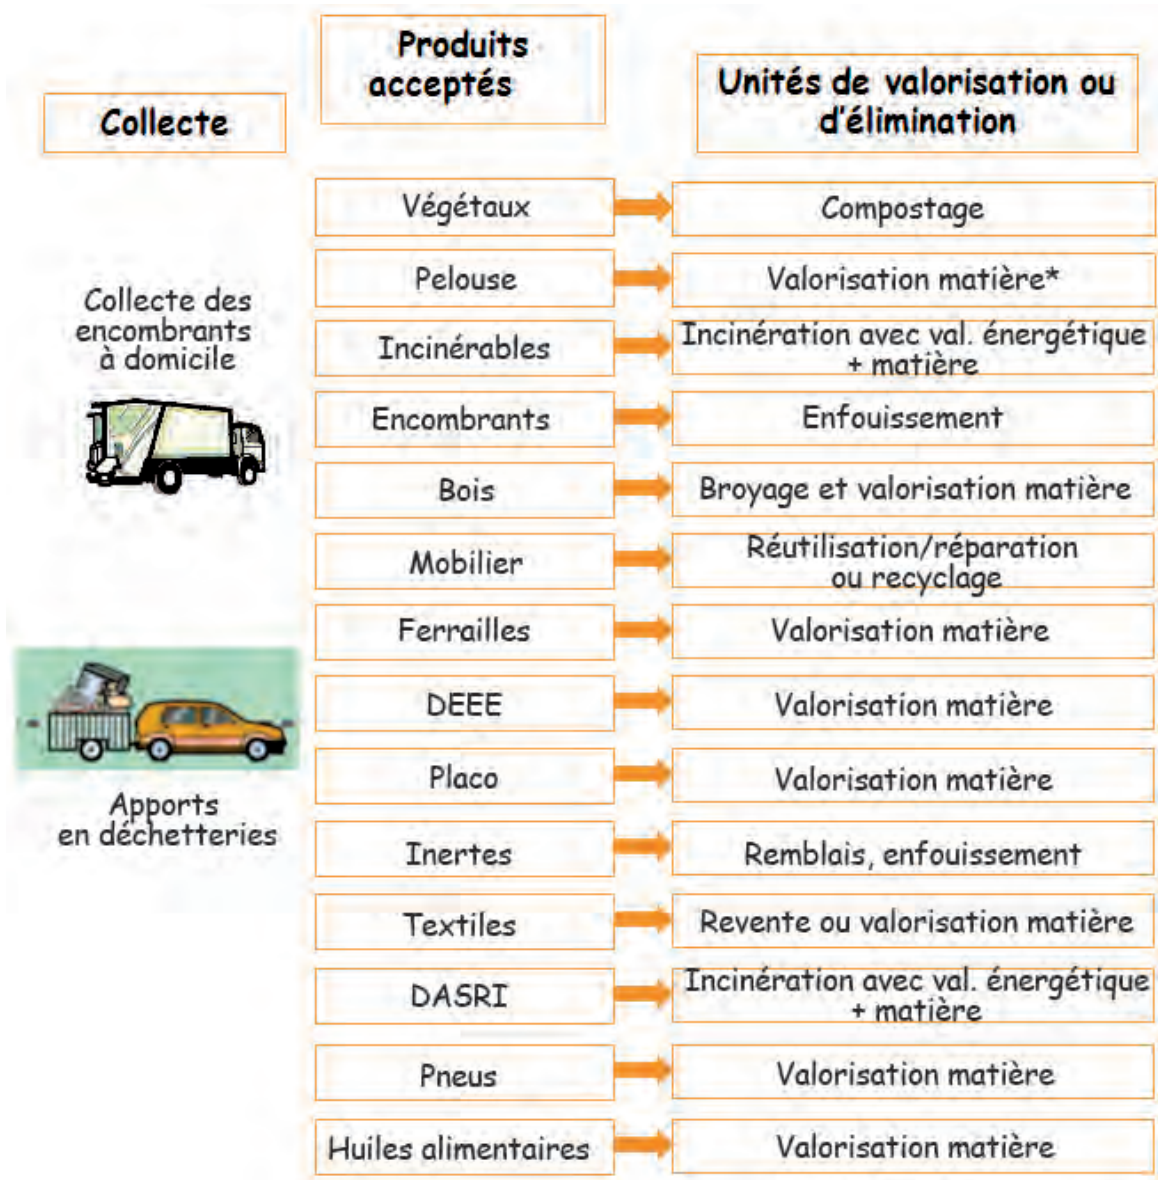 Produits
acceptés
Unités de valorisation ou
d'élimination
Collecte
Végétaux
Compostage
Pelouse
Valorisation matière*
Collecte des
encombrants
à domicile
Incinérables
Incinération avec val. énergétique
+ matière
Encombrants
Enfouissement
Bois
Broyage et valorisation matière
Mobilier
Réutilisation/réparation
ou recyclage
Ferrailles
Valorisation matière
DEEE
Valorisation matière
Placo
Valorisation matière
Apports
en déchetteries
Inertes
Remblais, enfouissement
Textiles
Revente ou valorisation matière
DASRI
Incinération avec val. énergétique
+ matière
Pneus
Valorisation matière
Huiles alimentaires
Valorisation matière